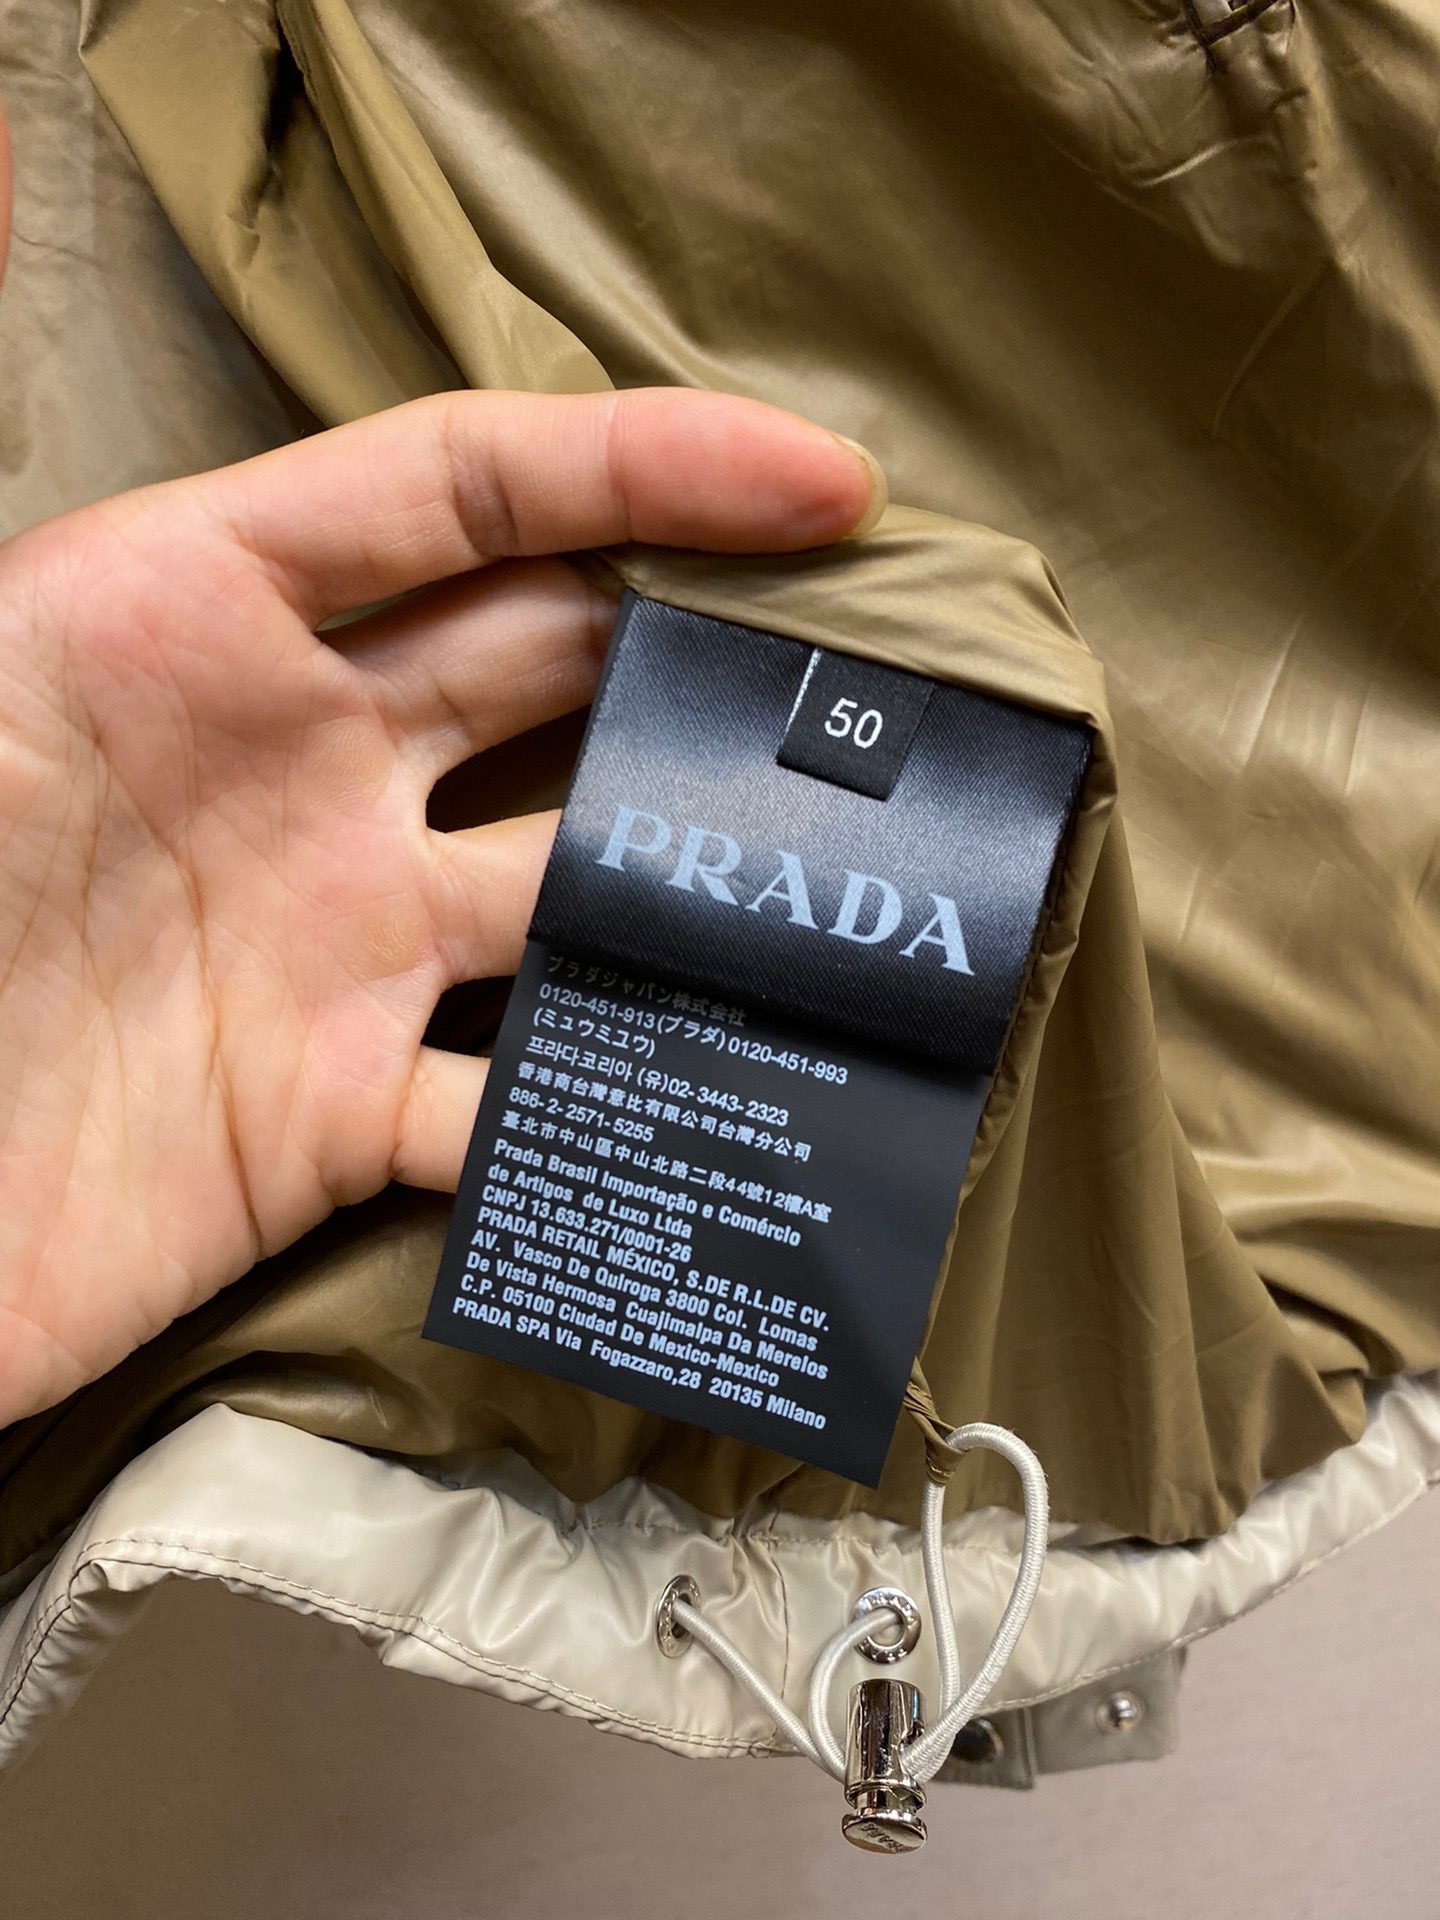 50
PRADA
プラダジャパン株式会社
0120-451-913(プラダ) 0120-451-993
(ミュウミュウ)
프라다코리아 (유)02-3443-2323
香港商台灣意比有限公司台灣分公司
886-2-2571-5255
臺北市中山區中山北路二段44號12樓A室
Prada Brasil Importação e Comércio
de Artigos de Luxo Ltda
CNPJ 13.633.271/0001-26
PRADA RETAIL MÉXICO, S.DE R.L.DE CV.
AV. Vasco De Quiroga 3800 Col. Lomas
De Vista Hermosa Cuajimalpa Da Merelos
C.P. 05100 Ciudad De Mexico-Mexico
PRADA SPA Via Fogazzaro,28 20135 Milano
PRADA